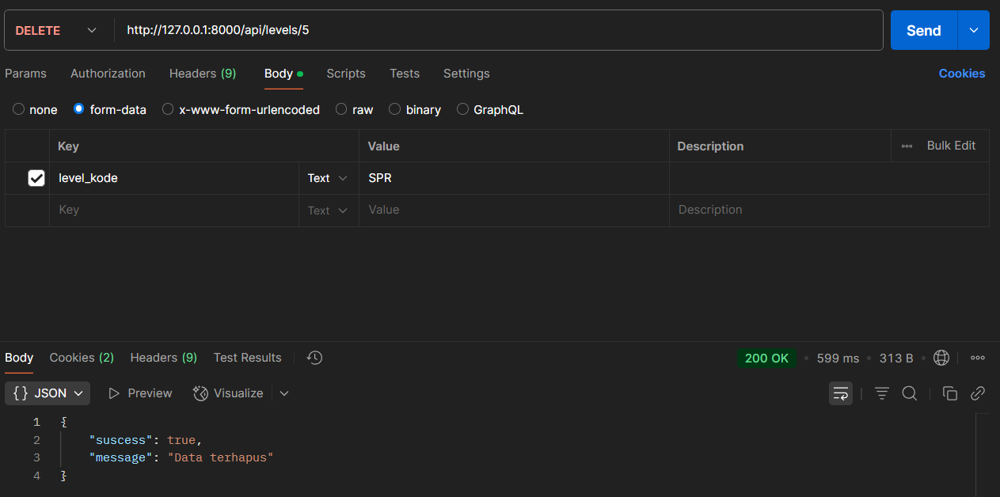 DELETE http://127.0.0.1:8000/api/levels/5 Send
Params Authorization Headers (9) Body Scripts Tests Settings Cookies
none form-data x-www-form-urlencoded raw binary GraphQL
Key Value Description Bulk Edit
level_kode Text SPR
Key Text Value Description
Body Cookies (2) Headers (9) Test Results 200 OK 599 ms 313 B
{} JSON Preview Visualize
1 {
2 "suscess": true,
3 "message": "Data terhapus"
4 }